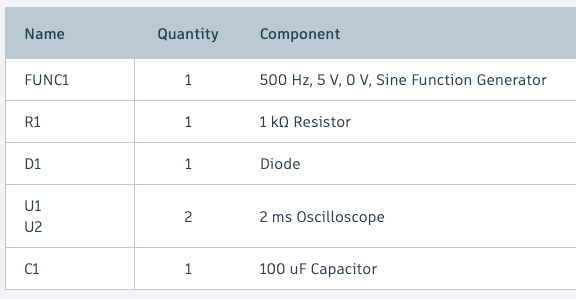 Name Quantity Component
FUNC1 1 500 Hz, 5 V, 0 V, Sine Function Generator
R1 1 1 kΩ Resistor
D1 1 Diode
U1
U2 2 2 ms Oscilloscope
C1 1 100 uF Capacitor